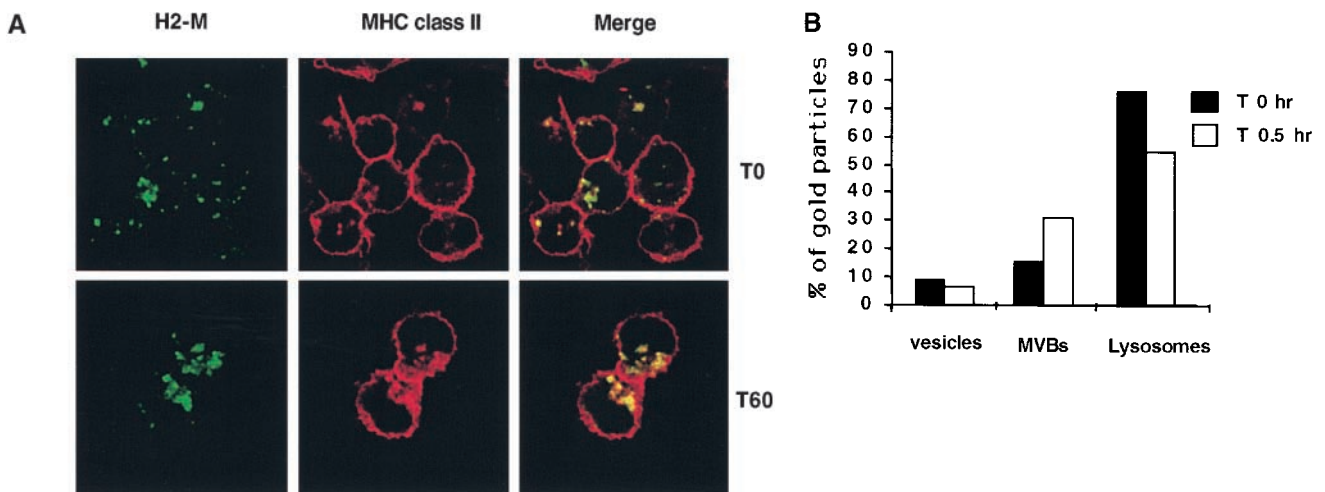 A
H2-M
MHC class II
Merge
T0
T60
B
% of gold particles
90
80
70
60
50
40
30
20
10
0
vesicles
MVBs
Lysosomes
T 0 hr
T 0.5 hr